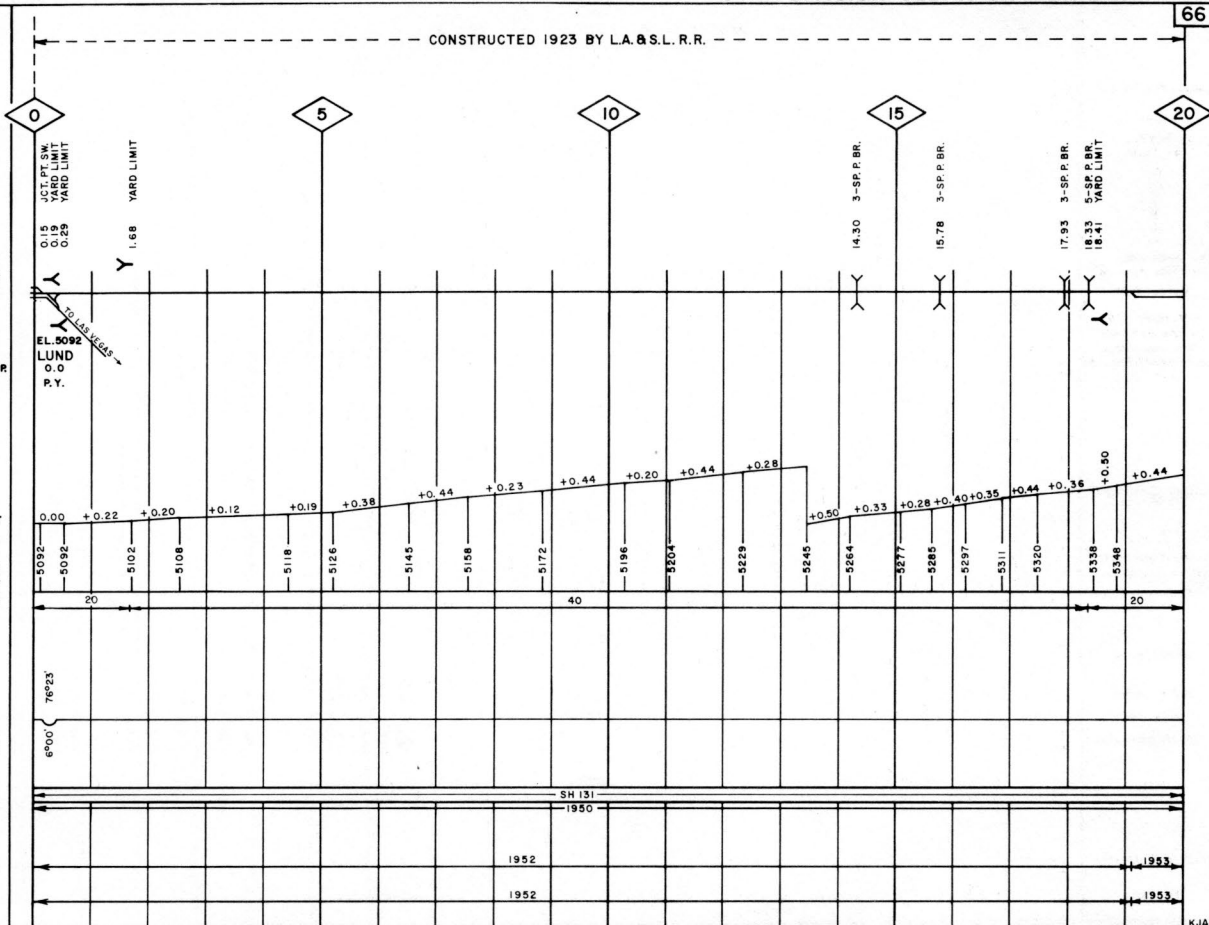 66
CONSTRUCTED 1923 BY L.A.&S.L. R.R.
0
5
10
15
20
0.15 JCT. PT. SW.
0.19 YARD LIMIT
0.29 YARD LIMIT
1.68 YARD LIMIT
14.30 3-SP. P. BR.
15.78 3-SP. P. BR.
17.93 3-SP. P. BR.
18.33 5-SP. P. BR.
18.41 YARD LIMIT
TO LAS VEGAS
EL.5092
LUND
0.0
P.Y.
0.00 +0.22 +0.20 +0.12 +0.19 +0.38 +0.44 +0.23 +0.44 +0.20 +0.44 +0.28 +0.50 +0.33 +0.28 +0.40 +0.35 +0.44 +0.36 +0.50 +0.44
5092 5092 5102 5108 5118 5126 5145 5158 5172 5196 5204 5229 5245 5264 5277 5285 5297 5311 5320 5338 5348
20 40 20
76°23'
6°00'
SH 131
1950
1952 1953
1952 1953
KJA